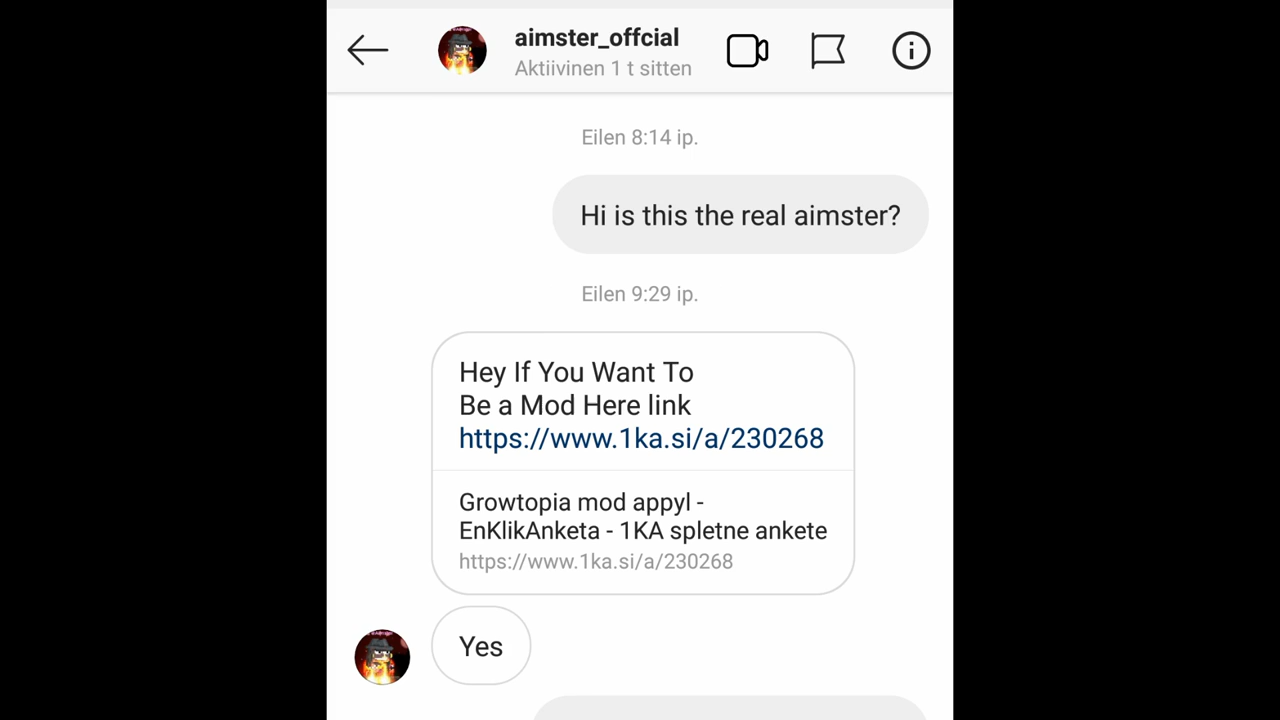 aimster_offcial
Aktiivinen 1 t sitten
Eilen 8:14 ip.
Hi is this the real aimster?
Eilen 9:29 ip.
Hey If You Want To
Be a Mod Here link
https://www.1ka.si/a/230268
Growtopia mod appyl -
EnKlikAnketa - 1KA spletne ankete
https://www.1ka.si/a/230268
Yes